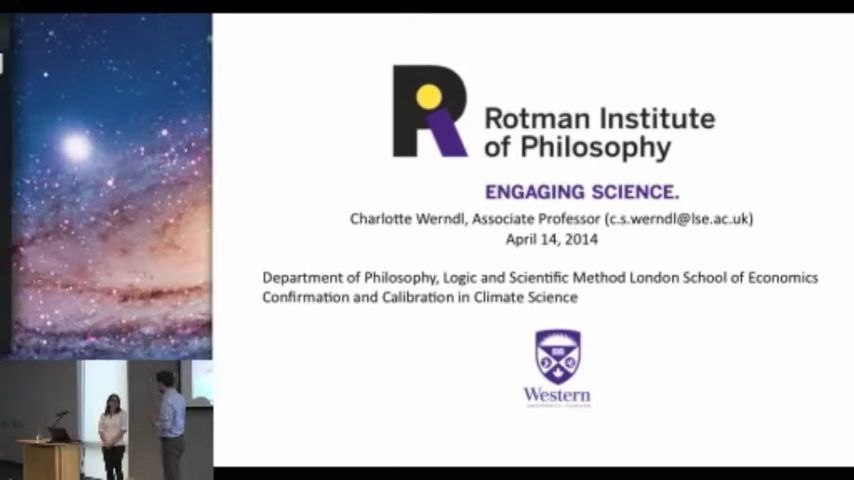 Rotman Institute
of Philosophy
ENGAGING SCIENCE.
Charlotte Werndl, Associate Professor (c.s.werndl@lse.ac.uk)
April 14, 2014
Department of Philosophy, Logic and Scientific Method London School of Economics
Confirmation and Calibration in Climate Science
Western